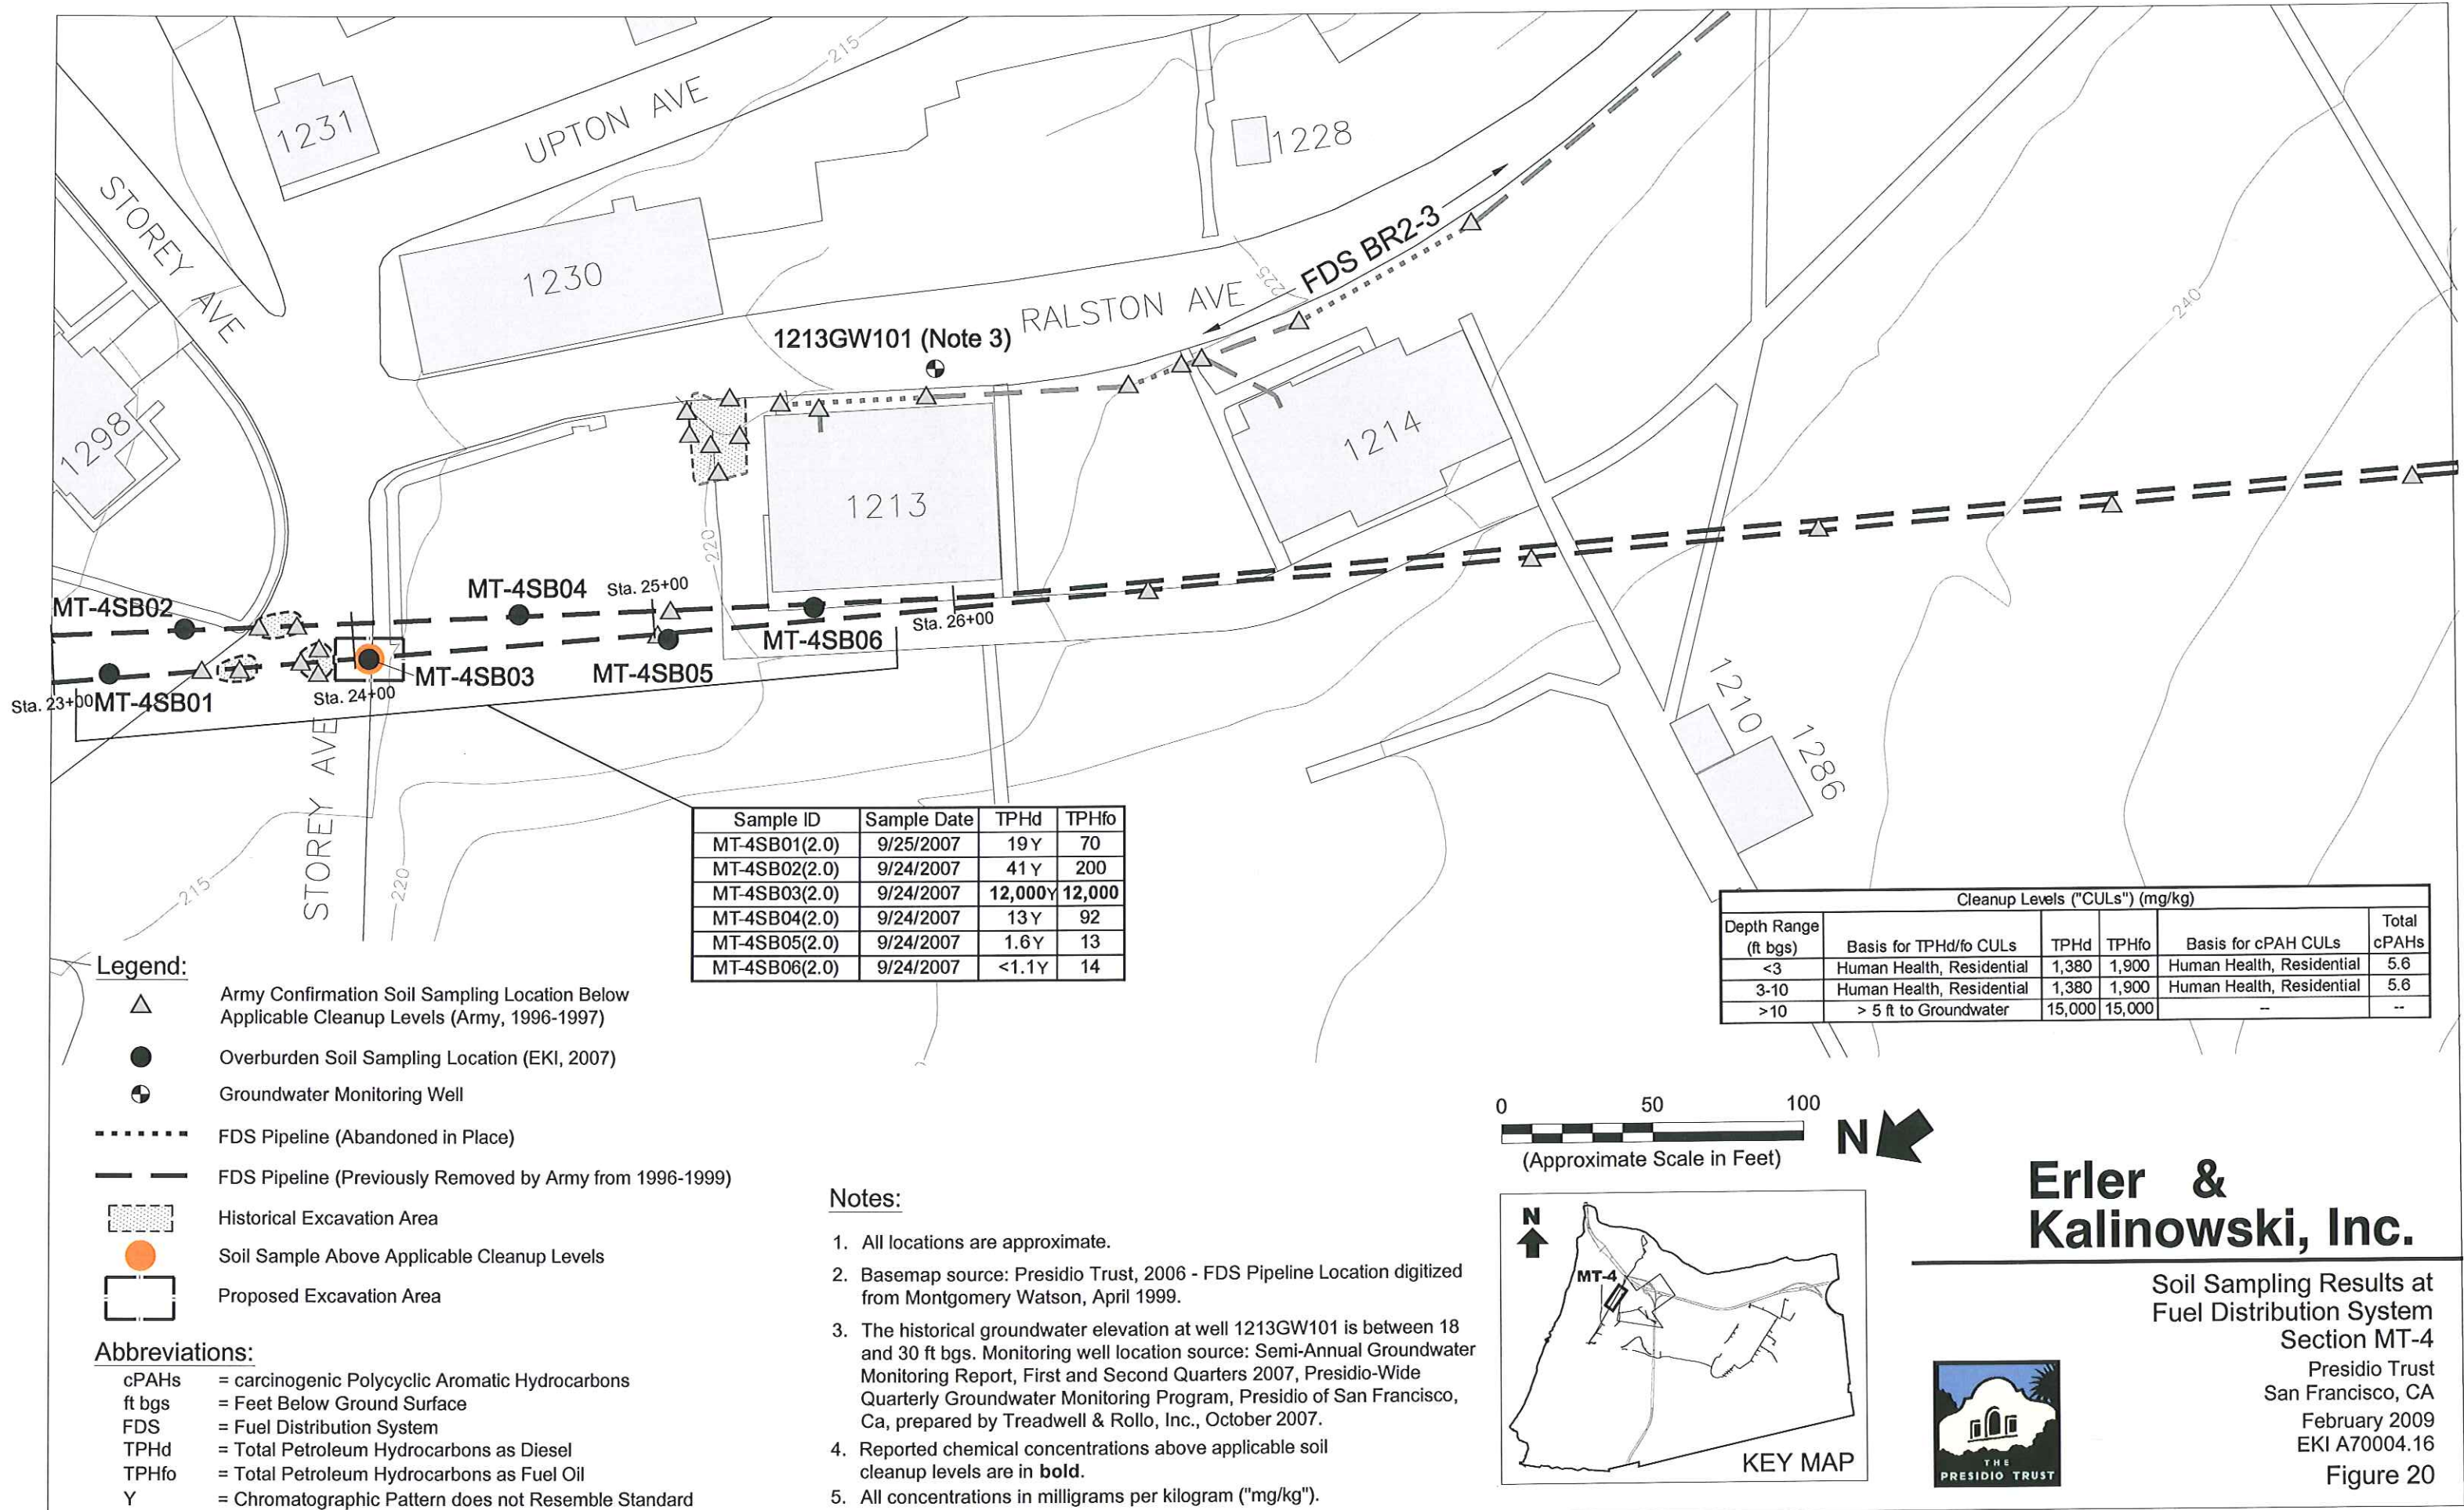 215
1231
UPTON AVE
1228
STOREY AVE
1230
FDS BR2-3
225
RALSTON AVE
240
1213GW101 (Note 3)
1298
1214
1213
220
MT-4SB02
MT-4SB04
Sta. 25+00
MT-4SB06
Sta. 26+00
MT-4SB03
MT-4SB05
Sta. 23+00
MT-4SB01
Sta. 24+00
1210
1286
STOREY AVE
215
220
Sample ID Sample Date TPHd TPHfo
MT-4SB01(2.0) 9/25/2007 19Y 70
MT-4SB02(2.0) 9/24/2007 41Y 200
MT-4SB03(2.0) 9/24/2007 12,000Y 12,000
MT-4SB04(2.0) 9/24/2007 13Y 92
MT-4SB05(2.0) 9/24/2007 1.6Y 13
MT-4SB06(2.0) 9/24/2007 <1.1Y 14
Cleanup Levels ("CULs") (mg/kg)
Depth Range (ft bgs) Basis for TPHd/fo CULs TPHd TPHfo Basis for cPAH CULs Total cPAHs
<3 Human Health, Residential 1,380 1,900 Human Health, Residential 5.6
3-10 Human Health, Residential 1,380 1,900 Human Health, Residential 5.6
>10 > 5 ft to Groundwater 15,000 15,000 -- --
Legend:
Army Confirmation Soil Sampling Location Below
Applicable Cleanup Levels (Army, 1996-1997)
Overburden Soil Sampling Location (EKI, 2007)
Groundwater Monitoring Well
FDS Pipeline (Abandoned in Place)
FDS Pipeline (Previously Removed by Army from 1996-1999)
Historical Excavation Area
Soil Sample Above Applicable Cleanup Levels
Proposed Excavation Area
Abbreviations:
cPAHs = carcinogenic Polycyclic Aromatic Hydrocarbons
ft bgs = Feet Below Ground Surface
FDS = Fuel Distribution System
TPHd = Total Petroleum Hydrocarbons as Diesel
TPHfo = Total Petroleum Hydrocarbons as Fuel Oil
Y = Chromatographic Pattern does not Resemble Standard
Notes:
1. All locations are approximate.
2. Basemap source: Presidio Trust, 2006 - FDS Pipeline Location digitized
from Montgomery Watson, April 1999.
3. The historical groundwater elevation at well 1213GW101 is between 18
and 30 ft bgs. Monitoring well location source: Semi-Annual Groundwater
Monitoring Report, First and Second Quarters 2007, Presidio-Wide
Quarterly Groundwater Monitoring Program, Presidio of San Francisco,
Ca, prepared by Treadwell & Rollo, Inc., October 2007.
4. Reported chemical concentrations above applicable soil
cleanup levels are in bold.
5. All concentrations in milligrams per kilogram ("mg/kg").
0 50 100
(Approximate Scale in Feet)
N
N
MT-4
KEY MAP
Erler &
Kalinowski, Inc.
Soil Sampling Results at
Fuel Distribution System
Section MT-4
Presidio Trust
San Francisco, CA
February 2009
EKI A70004.16
Figure 20
THE
PRESIDIO TRUST